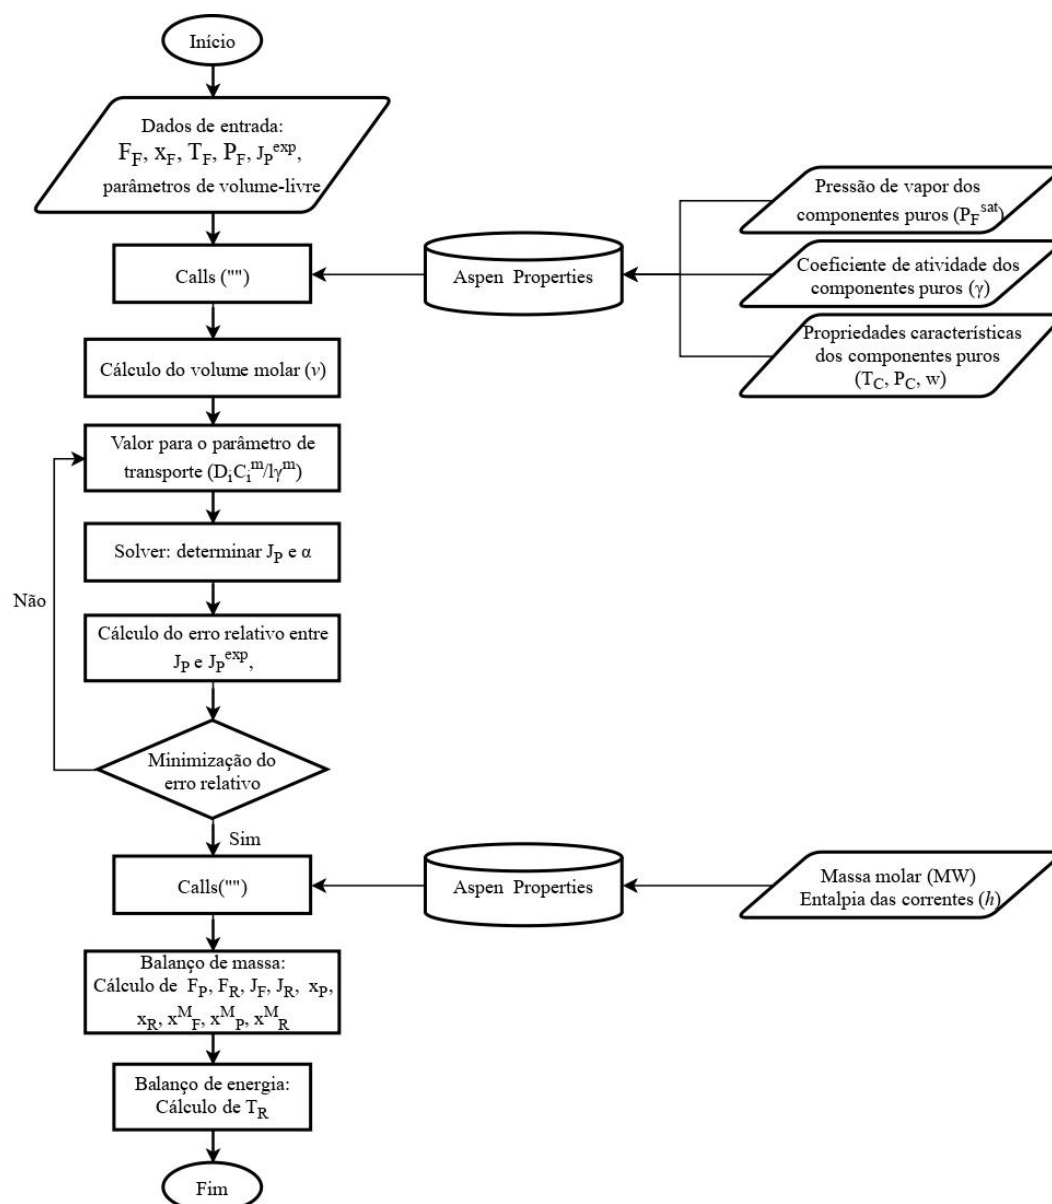 Início
Dados de entrada:
F_F, x_F, T_F, P_F, J_P^exp,
parâmetros de volume-livre
Pressão de vapor dos
componentes puros (P_F^sat)
Calls ("")
Aspen Properties
Coeficiente de atividade dos
componentes puros (γ)
Propriedades características
dos componentes puros
(T_C, P_C, w)
Cálculo do volume molar (v)
Valor para o parâmetro de
transporte (D_iC_i^m/lγ^m)
Solver: determinar J_P e α
Não
Cálculo do erro relativo entre
J_P e J_P^exp,
Minimização do
erro relativo
Sim
Calls("")
Aspen Properties
Massa molar (MW)
Entalpia das correntes (h)
Balanço de massa:
Cálculo de F_P, F_R, J_F, J_R, x_P,
x_R, x^M_F, x^M_P, x^M_R
Balanço de energia:
Cálculo de T_R
Fim